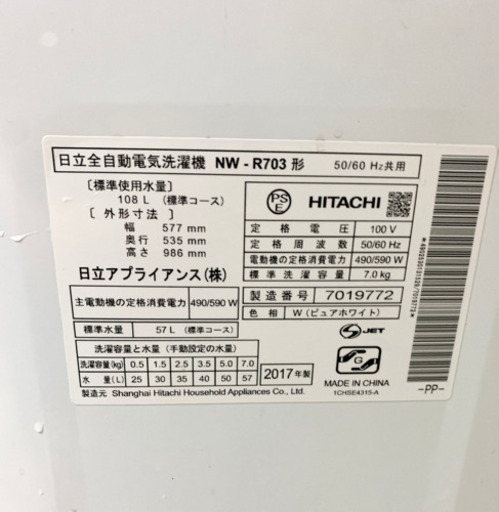 日立全自動電気洗濯機 NW - R703 形 50/60 Hz共用
〔標準使用水量〕
108 L (標準コース)
〔外形寸法〕
幅 577 mm
奥行 535 mm
高さ 986 mm
日立アプライアンス(株)
PS E HITACHI
定格電圧 100 V
定格周波数 50/60 Hz
電動機の定格消費電力 490/590 W
標準洗濯容量 7.0 kg
主電動機の定格消費電力 490/590 W
製造番号 7019772
色相 W (ピュアホワイト)
標準水量 57 L (標準コース)
洗濯容量と水量 (手動設定の水量)
洗濯容量(kg) 0.5 1.5 2.5 3.5 5.0 7.0
水量(L) 25 30 35 40 50 57
2017 年製
JET
G
MADE IN CHINA
1CHSE4315-A
製造元 Shanghai Hitachi Household Appliances Co., Ltd.
-PP-